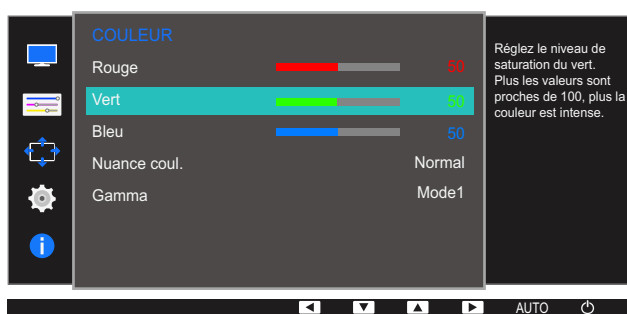 COULEUR
Rouge 50
Vert 50
Bleu 50
Nuance coul. Normal
Gamma Mode1
Réglez le niveau de
saturation du vert.
Plus les valeurs sont
proches de 100, plus la
couleur est intense.
AUTO